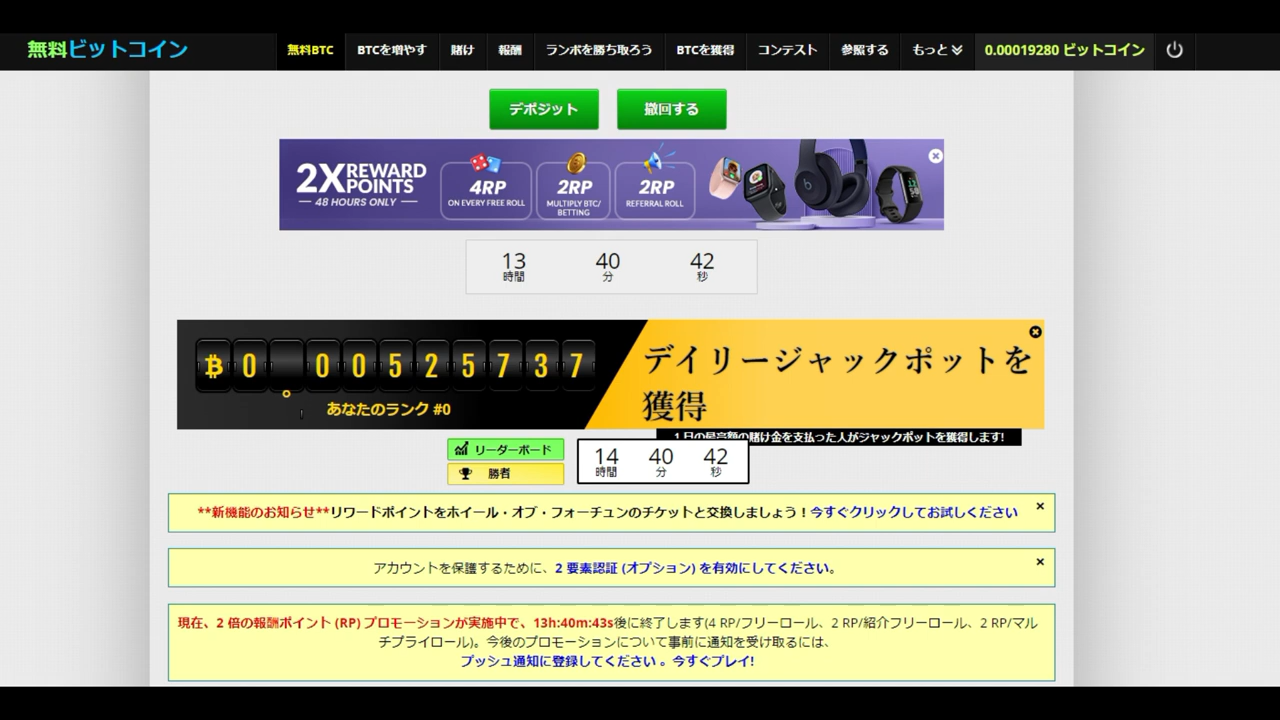 無料ビットコイン 無料BTC BTCを増やす 賭け 報酬 ランボを勝ち取ろう BTCを獲得 コンテスト 参照する もっと 0.00019280 ビットコイン
デポジット 撤回する
2X REWARD POINTS
48 HOURS ONLY
4RP
ON EVERY FREE ROLL
2RP
MULTIPLY BTC/
BETTING
2RP
REFERRAL ROLL
13 40 42
時間 分 秒
0 . 00525737
あなたのランク #0
デイリージャックポットを
獲得
1 日の最高額の賭け金を支払った人がジャックポットを獲得します!
リーダーボード
勝者
14 40 42
時間 分 秒
**新機能のお知らせ**リワードポイントをホイール・オブ・フォーチュンのチケットと交換しましょう！今すぐクリックしてお試しください
アカウントを保護するために、2 要素認証 (オプション) を有効にしてください。
現在、2 倍の報酬ポイント (RP) プロモーションが実施中で、13h:40m:43s後に終了します(4 RP/フリーロール、2 RP/紹介フリーロール、2 RP/マル
チプライロール)。今後のプロモーションについて事前に通知を受け取るには、
プッシュ通知に登録してください 。今すぐプレイ!